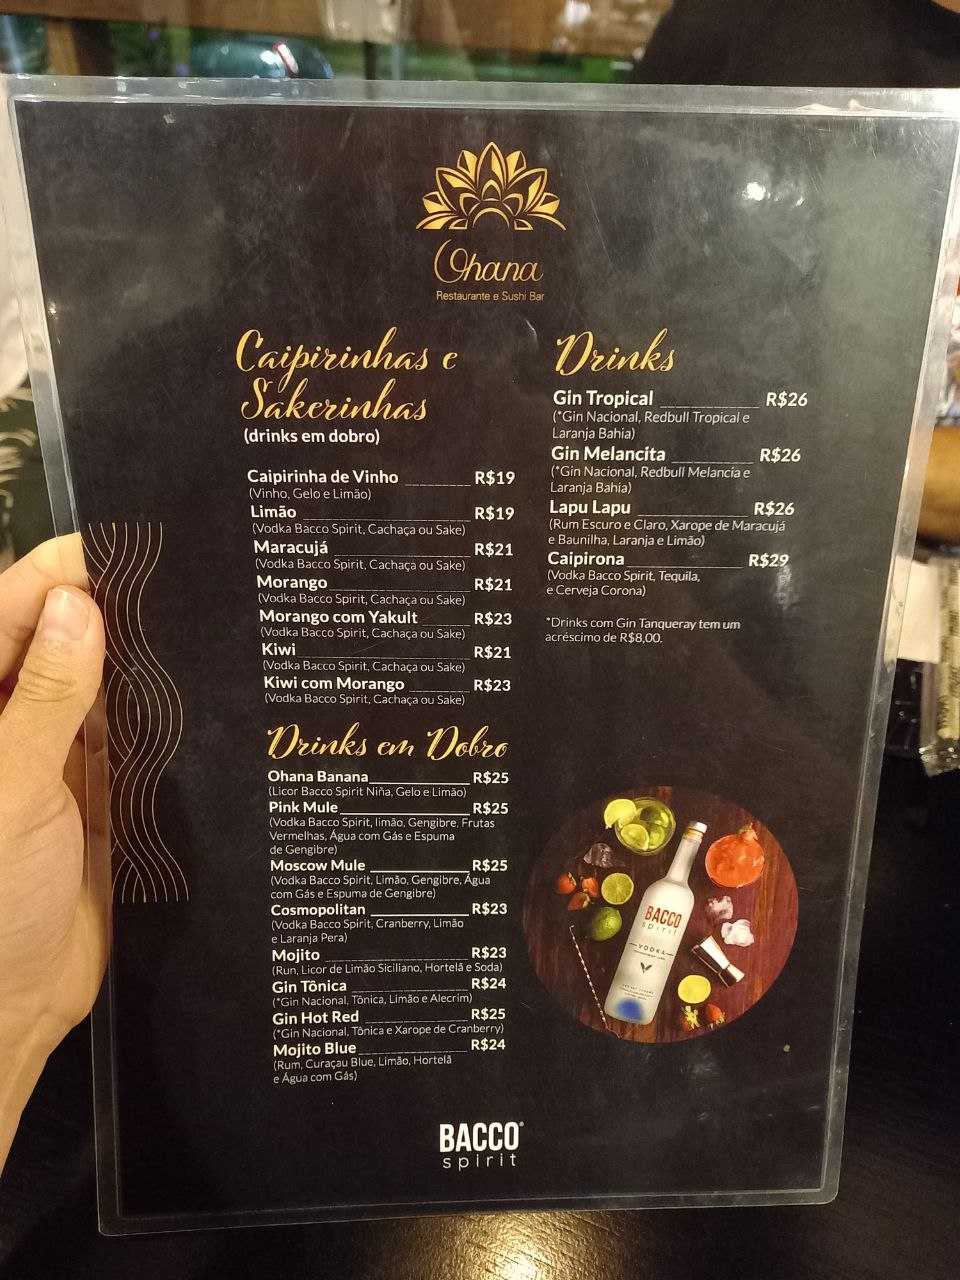 Ohana
Restaurante e Sushi Bar
Caipirinhas e
Sakerinhas
(drinks em dobro)
Caipirinha de Vinho R$19
(Vinho, Gelo e Limão)
Limão R$19
(Vodka Bacco Spirit, Cachaça ou Sake)
Maracujá R$21
(Vodka Bacco Spirit, Cachaça ou Sake)
Morango R$21
(Vodka Bacco Spirit, Cachaça ou Sake)
Morango com Yakult R$23
(Vodka Bacco Spirit, Cachaça ou Sake)
Kiwi R$21
(Vodka Bacco Spirit, Cachaça ou Sake)
Kiwi com Morango R$23
(Vodka Bacco Spirit, Cachaça ou Sake)
Drinks em Dobro
Ohana Banana R$25
(Licor Bacco Spirit Niña, Gelo e Limão)
Pink Mule R$25
(Vodka Bacco Spirit, limão, Gengibre, Frutas
Vermelhas, Água com Gás e Espuma
de Gengibre)
Moscow Mule R$25
(Vodka Bacco Spirit, Limão, Gengibre, Água
com Gás e Espuma de Gengibre)
Cosmopolitan R$23
(Vodka Bacco Spirit, Cranberry, Limão
e Laranja Pera)
Mojito R$23
(Run, Licor de Limão Siciliano, Hortelã e Soda)
Gin Tônica R$24
(*Gin Nacional, Tônica, Limão e Alecrim)
Gin Hot Red R$25
(*Gin Nacional, Tônica e Xarope de Cranberry)
Mojito Blue R$24
(Rum, Curaçau Blue, Limão, Hortelã
e Água com Gás)
Drinks
Gin Tropical R$26
(*Gin Nacional, Redbull Tropical e
Laranja Bahia)
Gin Melancita R$26
(*Gin Nacional, Redbull Melancia e
Laranja Bahia)
Lapu Lapu R$26
(Rum Escuro e Claro, Xarope de Maracujá
e Baunilha, Laranja e Limão)
Caipirona R$29
(Vodka Bacco Spirit, Tequila,
e Cerveja Corona)
*Drinks com Gin Tanqueray tem um
acréscimo de R$8,00.
BACCO
spirit
VODKA
BACCO®
spirit